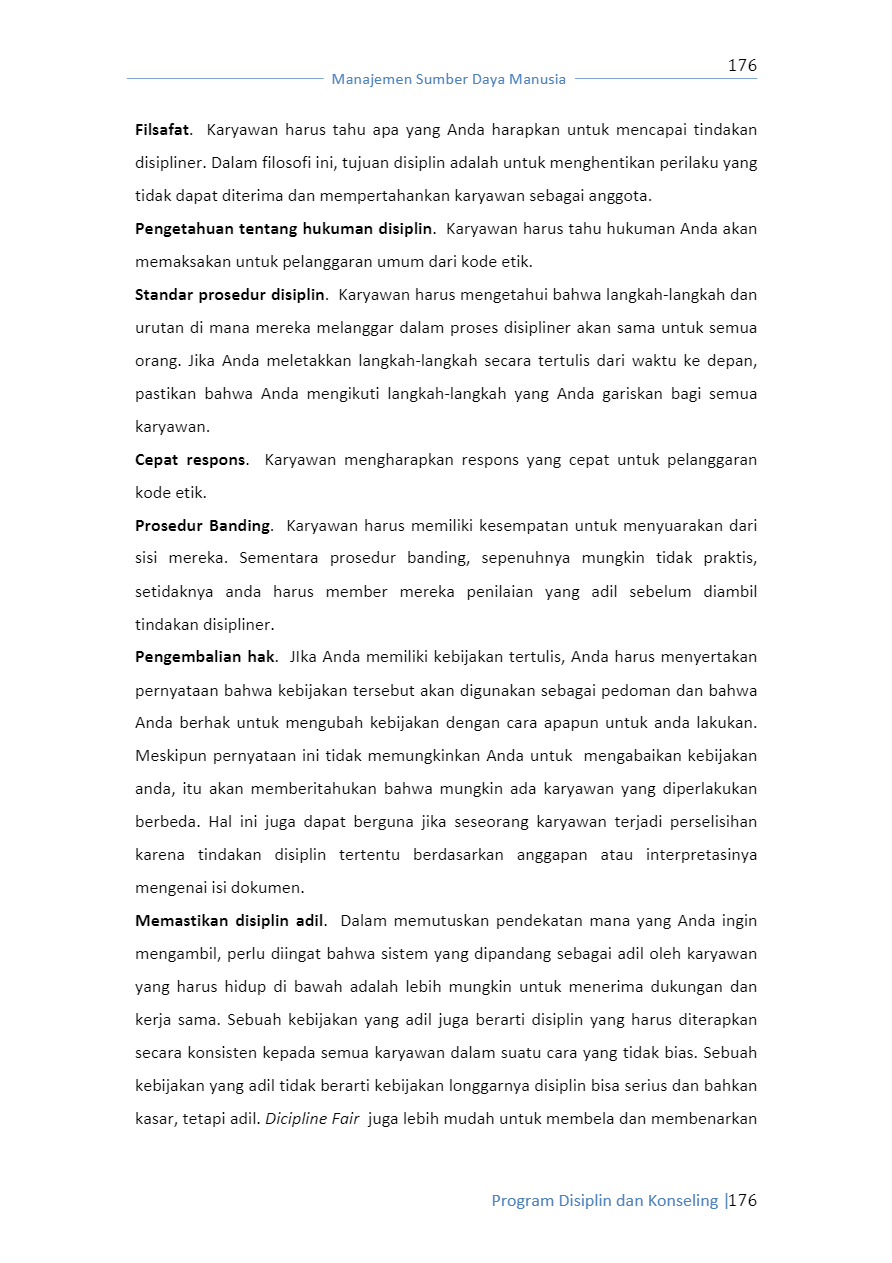 176
Manajemen Sumber Daya Manusia
Filsafat. Karyawan harus tahu apa yang Anda harapkan untuk mencapai tindakan
disipliner. Dalam filosofi ini, tujuan disiplin adalah untuk menghentikan perilaku yang
tidak dapat diterima dan mempertahankan karyawan sebagai anggota.
Pengetahuan tentang hukuman disiplin. Karyawan harus tahu hukuman Anda akan
memaksakan untuk pelanggaran umum dari kode etik.
Standar prosedur disiplin. Karyawan harus mengetahui bahwa langkah-langkah dan
urutan di mana mereka melanggar dalam proses disipliner akan sama untuk semua
orang. Jika Anda meletakkan langkah-langkah secara tertulis dari waktu ke depan,
pastikan bahwa Anda mengikuti langkah-langkah yang Anda gariskan bagi semua
karyawan.
Cepat respons. Karyawan mengharapkan respons yang cepat untuk pelanggaran
kode etik.
Prosedur Banding. Karyawan harus memiliki kesempatan untuk menyuarakan dari
sisi mereka. Sementara prosedur banding, sepenuhnya mungkin tidak praktis,
setidaknya anda harus member mereka penilaian yang adil sebelum diambil
tindakan disipliner.
Pengembalian hak. JIka Anda memiliki kebijakan tertulis, Anda harus menyertakan
pernyataan bahwa kebijakan tersebut akan digunakan sebagai pedoman dan bahwa
Anda berhak untuk mengubah kebijakan dengan cara apapun untuk anda lakukan.
Meskipun pernyataan ini tidak memungkinkan Anda untuk mengabaikan kebijakan
anda, itu akan memberitahukan bahwa mungkin ada karyawan yang diperlakukan
berbeda. Hal ini juga dapat berguna jika seseorang karyawan terjadi perselisihan
karena tindakan disiplin tertentu berdasarkan anggapan atau interpretasinya
mengenai isi dokumen.
Memastikan disiplin adil. Dalam memutuskan pendekatan mana yang Anda ingin
mengambil, perlu diingat bahwa sistem yang dipandang sebagai adil oleh karyawan
yang harus hidup di bawah adalah lebih mungkin untuk menerima dukungan dan
kerja sama. Sebuah kebijakan yang adil juga berarti disiplin yang harus diterapkan
secara konsisten kepada semua karyawan dalam suatu cara yang tidak bias. Sebuah
kebijakan yang adil tidak berarti kebijakan longgarnya disiplin bisa serius dan bahkan
kasar, tetapi adil. Dicipline Fair juga lebih mudah untuk membela dan membenarkan
Program Disiplin dan Konseling |176